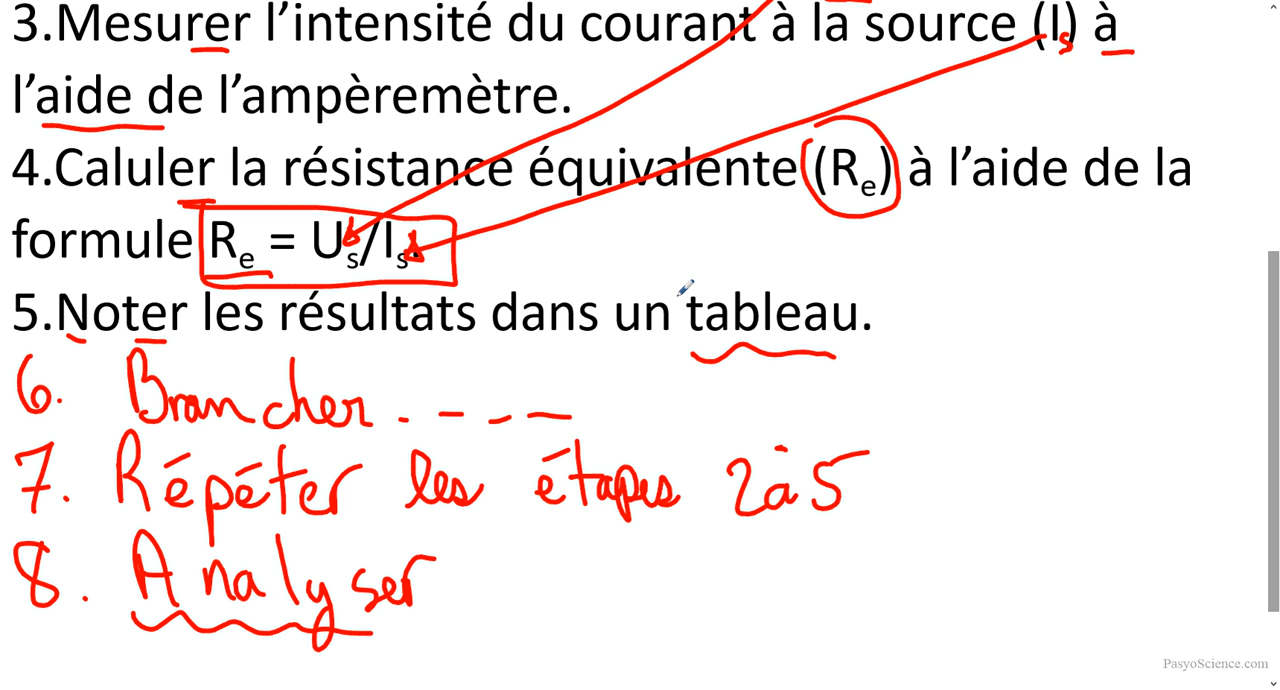 3.Mesurer l’intensité du courant à la source (Is) à
l’aide de l’ampèremètre.
4.Caluler la résistance équivalente (Re) à l’aide de la
formule Re = Us/Is.
5.Noter les résultats dans un tableau.
6. Brancher. - - . -
7. Répéter les étapes 2 à 5
8. Analyser
PasyoScience.com